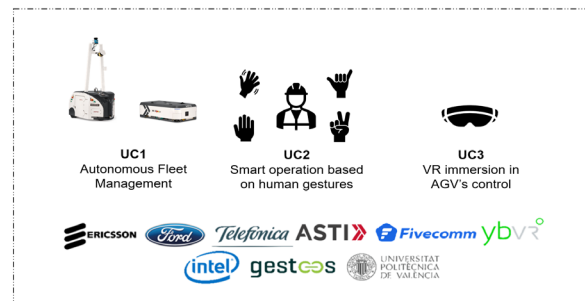 UC1
Autonomous Fleet
Management
UC2
Smart operation based
on human gestures
UC3
VR immersion in
AGV's control
ERICSSON
Ford
Telefónica
ASTI
Fivecomm
ybvr
intel
gestoos
UNIVERSITAT
POLITÈCNICA
DE VALÈNCIA